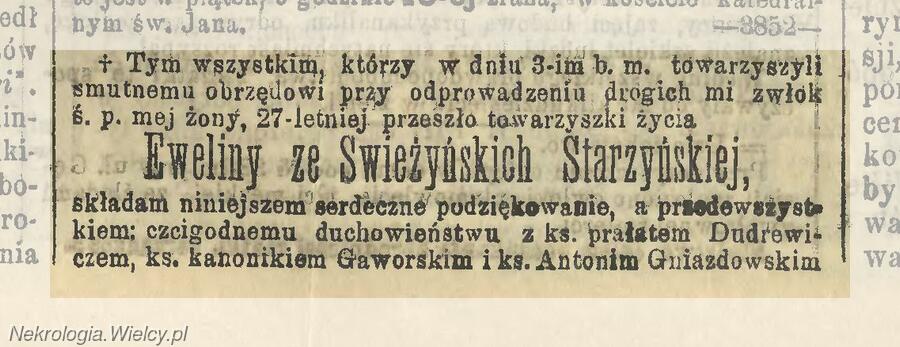 nym św. Jana.
—3852—
† Tym wszystkim, którzy w dniu 3-im b. m. towarzyszyli
smutnemu obrzędowi przy odprowadzeniu drogich mi zwłok
ś. p. mej żony, 27-letniej przeszło towarzyszki życia
Eweliny ze Swieżyńskich Starzyńskiej,
składam niniejszem serdeczne podziękowanie, a przedewszyst-
kiem: czcigodnemu duchowieństwu z ks. prałatem Dudrewi-
czem, ks. kanonikiem Gaworskim i ks. Antonim Gniazdowskim
Nekrologia.Wielcy.pl